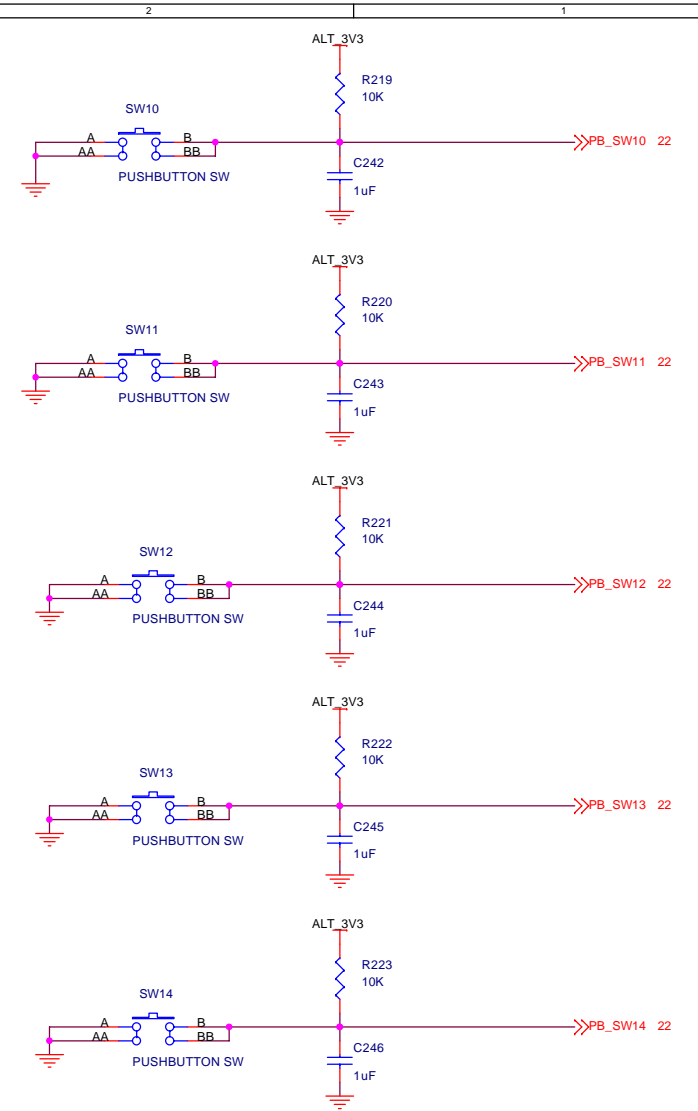 2 1
ALT_3V3
R219
10K
SW10
A B
AA BB
PUSHBUTTON SW
PB_SW10 22
C242
1uF
ALT_3V3
R220
10K
SW11
A B
AA BB
PUSHBUTTON SW
PB_SW11 22
C243
1uF
ALT_3V3
R221
10K
SW12
A B
AA BB
PUSHBUTTON SW
PB_SW12 22
C244
1uF
ALT_3V3
R222
10K
SW13
A B
AA BB
PUSHBUTTON SW
PB_SW13 22
C245
1uF
ALT_3V3
R223
10K
SW14
A B
AA BB
PUSHBUTTON SW
PB_SW14 22
C246
1uF